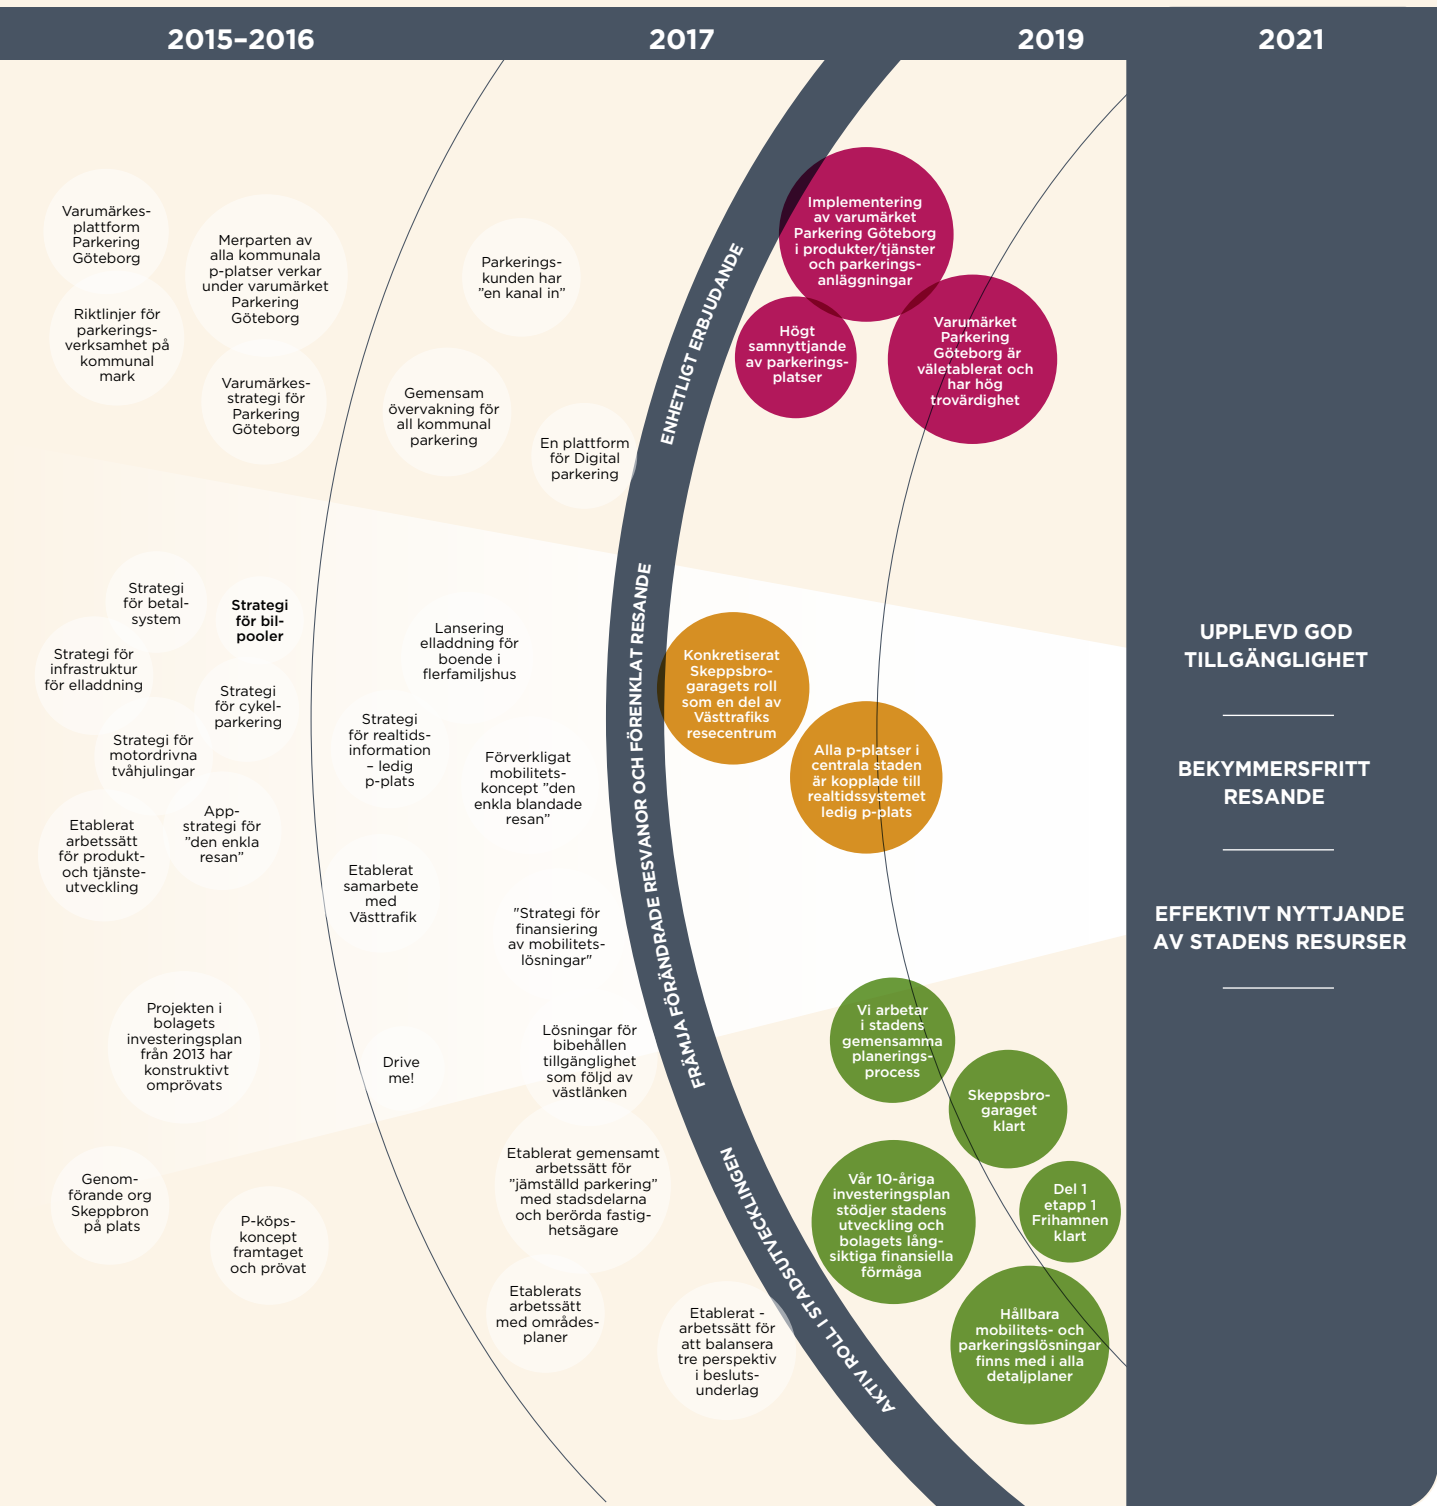 2015–2016
2017
2019
2021
Varumärkes-
plattform
Parkering
Göteborg
Merparten av
alla kommunala
p-platser verkar
under varumärket
Parkering
Göteborg
Riktlinjer för
parkerings-
verksamhet på
kommunal
mark
Varumärkes-
strategi för
Parkering
Göteborg
Parkerings-
kunden har
”en kanal in”
Gemensam
övervakning för
all kommunal
parkering
En plattform
för Digital
parkering
ENHETLIGT ERBJUDANDE
Implementering
av varumärket
Parkering Göteborg
i produkter/tjänster
och parkerings-
anläggningar
Högt
samnyttjande
av parkerings-
platser
Varumärket
Parkering
Göteborg är
väletablerat och
har hög
trovärdighet
Strategi
för betal-
system
Strategi
för bil-
pooler
Strategi för
infrastruktur
för elladdning
Strategi
för cykel-
parkering
Strategi för
motordrivna
tvåhjulingar
App-
strategi för
”den enkla
resan”
Etablerat
arbetssätt
för produkt-
och tjänste-
utveckling
Lansering
elladdning för
boende i
flerfamiljshus
Strategi
för realtids-
information
– ledig
p-plats
Förverkligat
mobilitets-
koncept ”den
enkla blandade
resan”
Etablerat
samarbete
med
Västtrafik
"Strategi för
finansiering
av mobilitets-
lösningar"
FRÄMJA FÖRÄNDRADE RESVANOR OCH FÖRENKLAT RESANDE
Konkretiserat
Skeppsbro-
garagets roll
som en del av
Västtrafiks
resecentrum
Alla p-platser i
centrala staden
är kopplade till
realtidssystemet
ledig p-plats
UPPLEVD GOD
TILLGÄNGLIGHET
BEKYMMERSFRITT
RESANDE
EFFEKTIVT NYTTJANDE
AV STADENS RESURSER
Projekten i
bolagets
investeringsplan
från 2013 har
konstruktivt
omprövats
Drive
me!
Lösningar för
bibehållen
tillgänglighet
som följd av
västlänken
Genom-
förande org
Skeppbron
på plats
P-köps-
koncept
framtaget
och prövat
Etablerat gemensamt
arbetssätt för
”jämställd parkering”
med stadsdelarna
och berörda fastig-
hetsägare
Etablerats
arbetssätt
med områdes-
planer
Etablerat -
arbetssätt för
att balansera
tre perspektiv
i besluts-
underlag
AKTIV ROLL I STADSUTVECKLINGEN
Vi arbetar
i stadens
gemensamma
planerings-
process
Skeppsbro-
garaget
klart
Vår 10-åriga
investeringsplan
stödjer stadens
utveckling och
bolagets lång-
siktiga finansiella
förmåga
Del 1
etapp 1
Frihamnen
klart
Hållbara
mobilitets- och
parkeringslösningar
finns med i alla
detaljplaner